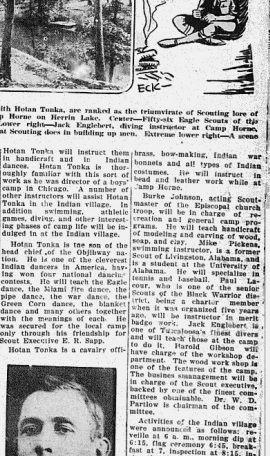 ECK-
ith Hotan Tonka, are ranked as the triumvirate of Scouting lore of
p Horne on Herrin Lake. Center—Fifty-six Eagle Scouts of this
Lower right—Jack Englebert, diving instructor at Camp Horne,
at Scouting does in building up men. Extreme lower right—A scene
Hotan Tonka will instruct them
in handicraft and in Indian
dances. Hotan Tonka is thor-
oughly familiar with this sort of
work as he was director of a boys'
camp in Chicago. A number of
other instructors will assist Hotan
Tonka in the Indian village. In
addition swimming, athletic
games, diving, and other interest-
ing phases of camp life will be in-
dulged in at the Indian village.
Hotan Tonka is the son of the
head chief of the Objibway na-
tion. He is one of the cleverest
Indian dancers in America, hav-
ing won four national dancing
contests. He will teach the Eagle
dance, the Miami fire dance, the
pipe dance, the war dance, the
Green Corn dance, the blanket
dance and many others together
with the meanings of each. He
was secured for the local camp
only through his friendship for
Scout Executive E. R. Sapp.
Hotan Tonka is a cavalry offi-
brass, bow-making, Indian war
bonnets and all types of Indian
costumes. He will instruct in
bead and leather work while at
Camp Horne.
Burke Johnson, acting Scout-
master of the Episcopal church
troop, will be in charge of re-
creation and general camp pro-
grams. He will teach handicraft
of modeling and carving of wood,
soap, and clay. Mike Pickens,
swimming instructor, is a former
Scout of Livingston, Alabama, and
is a student at the University of
Alabama. He will specialize in
tennis and baseball. Paul La-
cour, who is one of the senior
Scouts of the Black Warrior dis-
trict, being a charter member
when it was organized five years
ago, will be instructor in merit
badge work. Jack Englebert is
one of Tuscaloosa's finest divers
and will teach those at the camp
to do it. Harold Gibson will
have charge of the workshop de-
partment. The wood work shop is
one of the features of the camp.
The business management will be
in charge of the Scout executive,
backed by one of the finest com-
mittees obtainable. Dr. W. D.
Partlow is chairman of the com-
mittee.
Activities of the Indian village
were announced as follows: re-
veille at 6 a. m., morning dip at
6:15, flag ceremony 6:45, break-
fast at 7, inspection at 8:15, in-